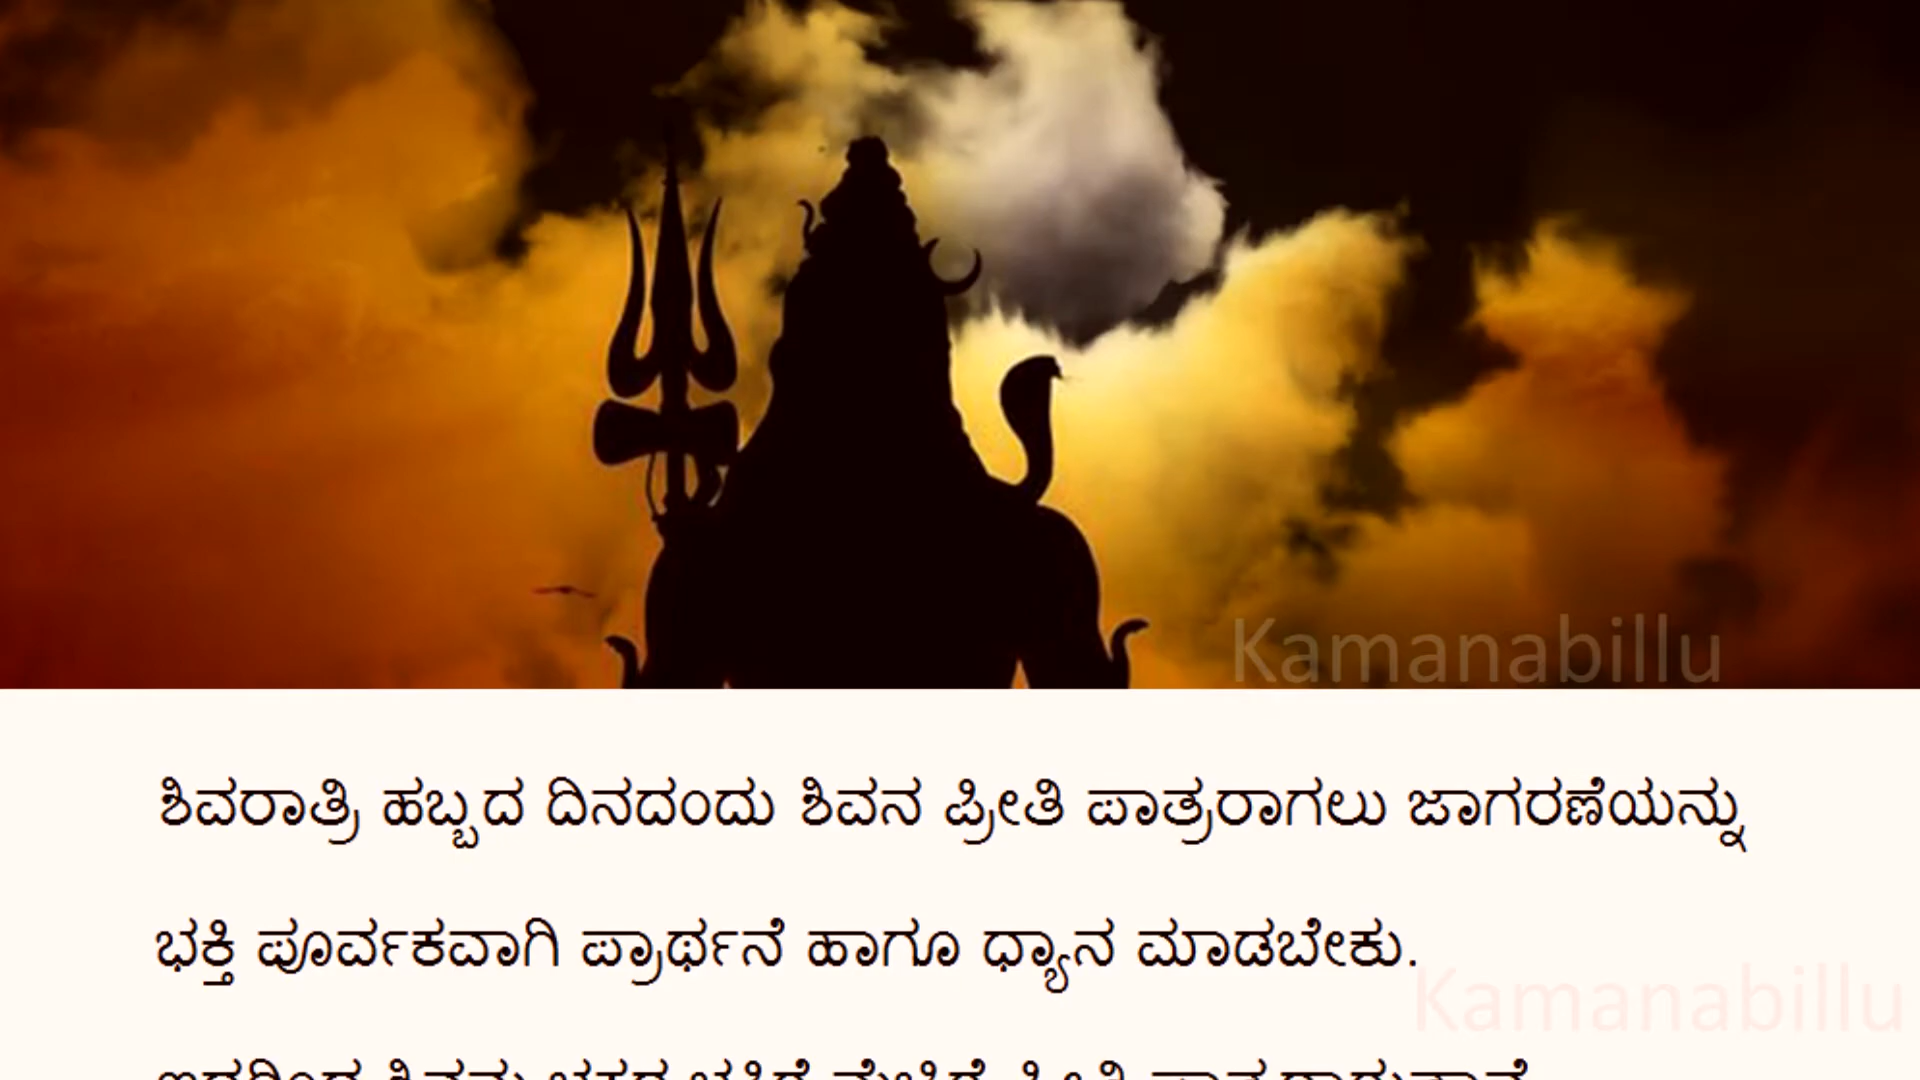 Kamanabillu
ಶಿವರಾತ್ರಿ ಹಬ್ಬದ ದಿನದಂದು ಶಿವನ ಪ್ರೀತಿ ಪಾತ್ರರಾಗಲು ಜಾಗರಣೆಯನ್ನು
ಭಕ್ತಿ ಪೂರ್ವಕವಾಗಿ ಪ್ರಾರ್ಥನೆ ಹಾಗೂ ಧ್ಯಾನ ಮಾಡಬೇಕು.
Kamanabillu